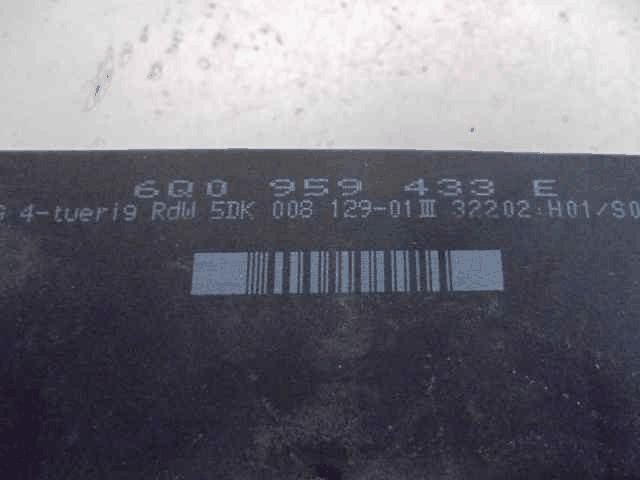 6Q0 959 433 E
G 4-tuerig RdW 5DK 008 129-01 III 32202:H01/S0